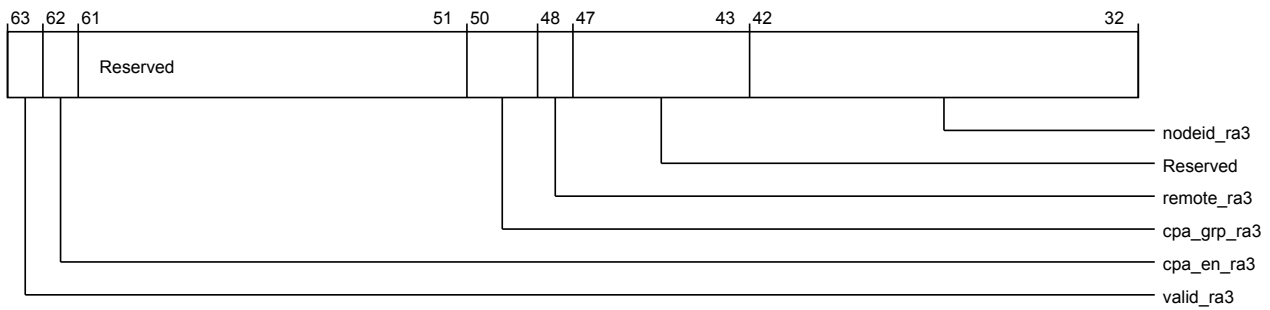 63 62 61 51 50 48 47 43 42 32
Reserved
nodeid_ra3
Reserved
remote_ra3
cpa_grp_ra3
cpa_en_ra3
valid_ra3